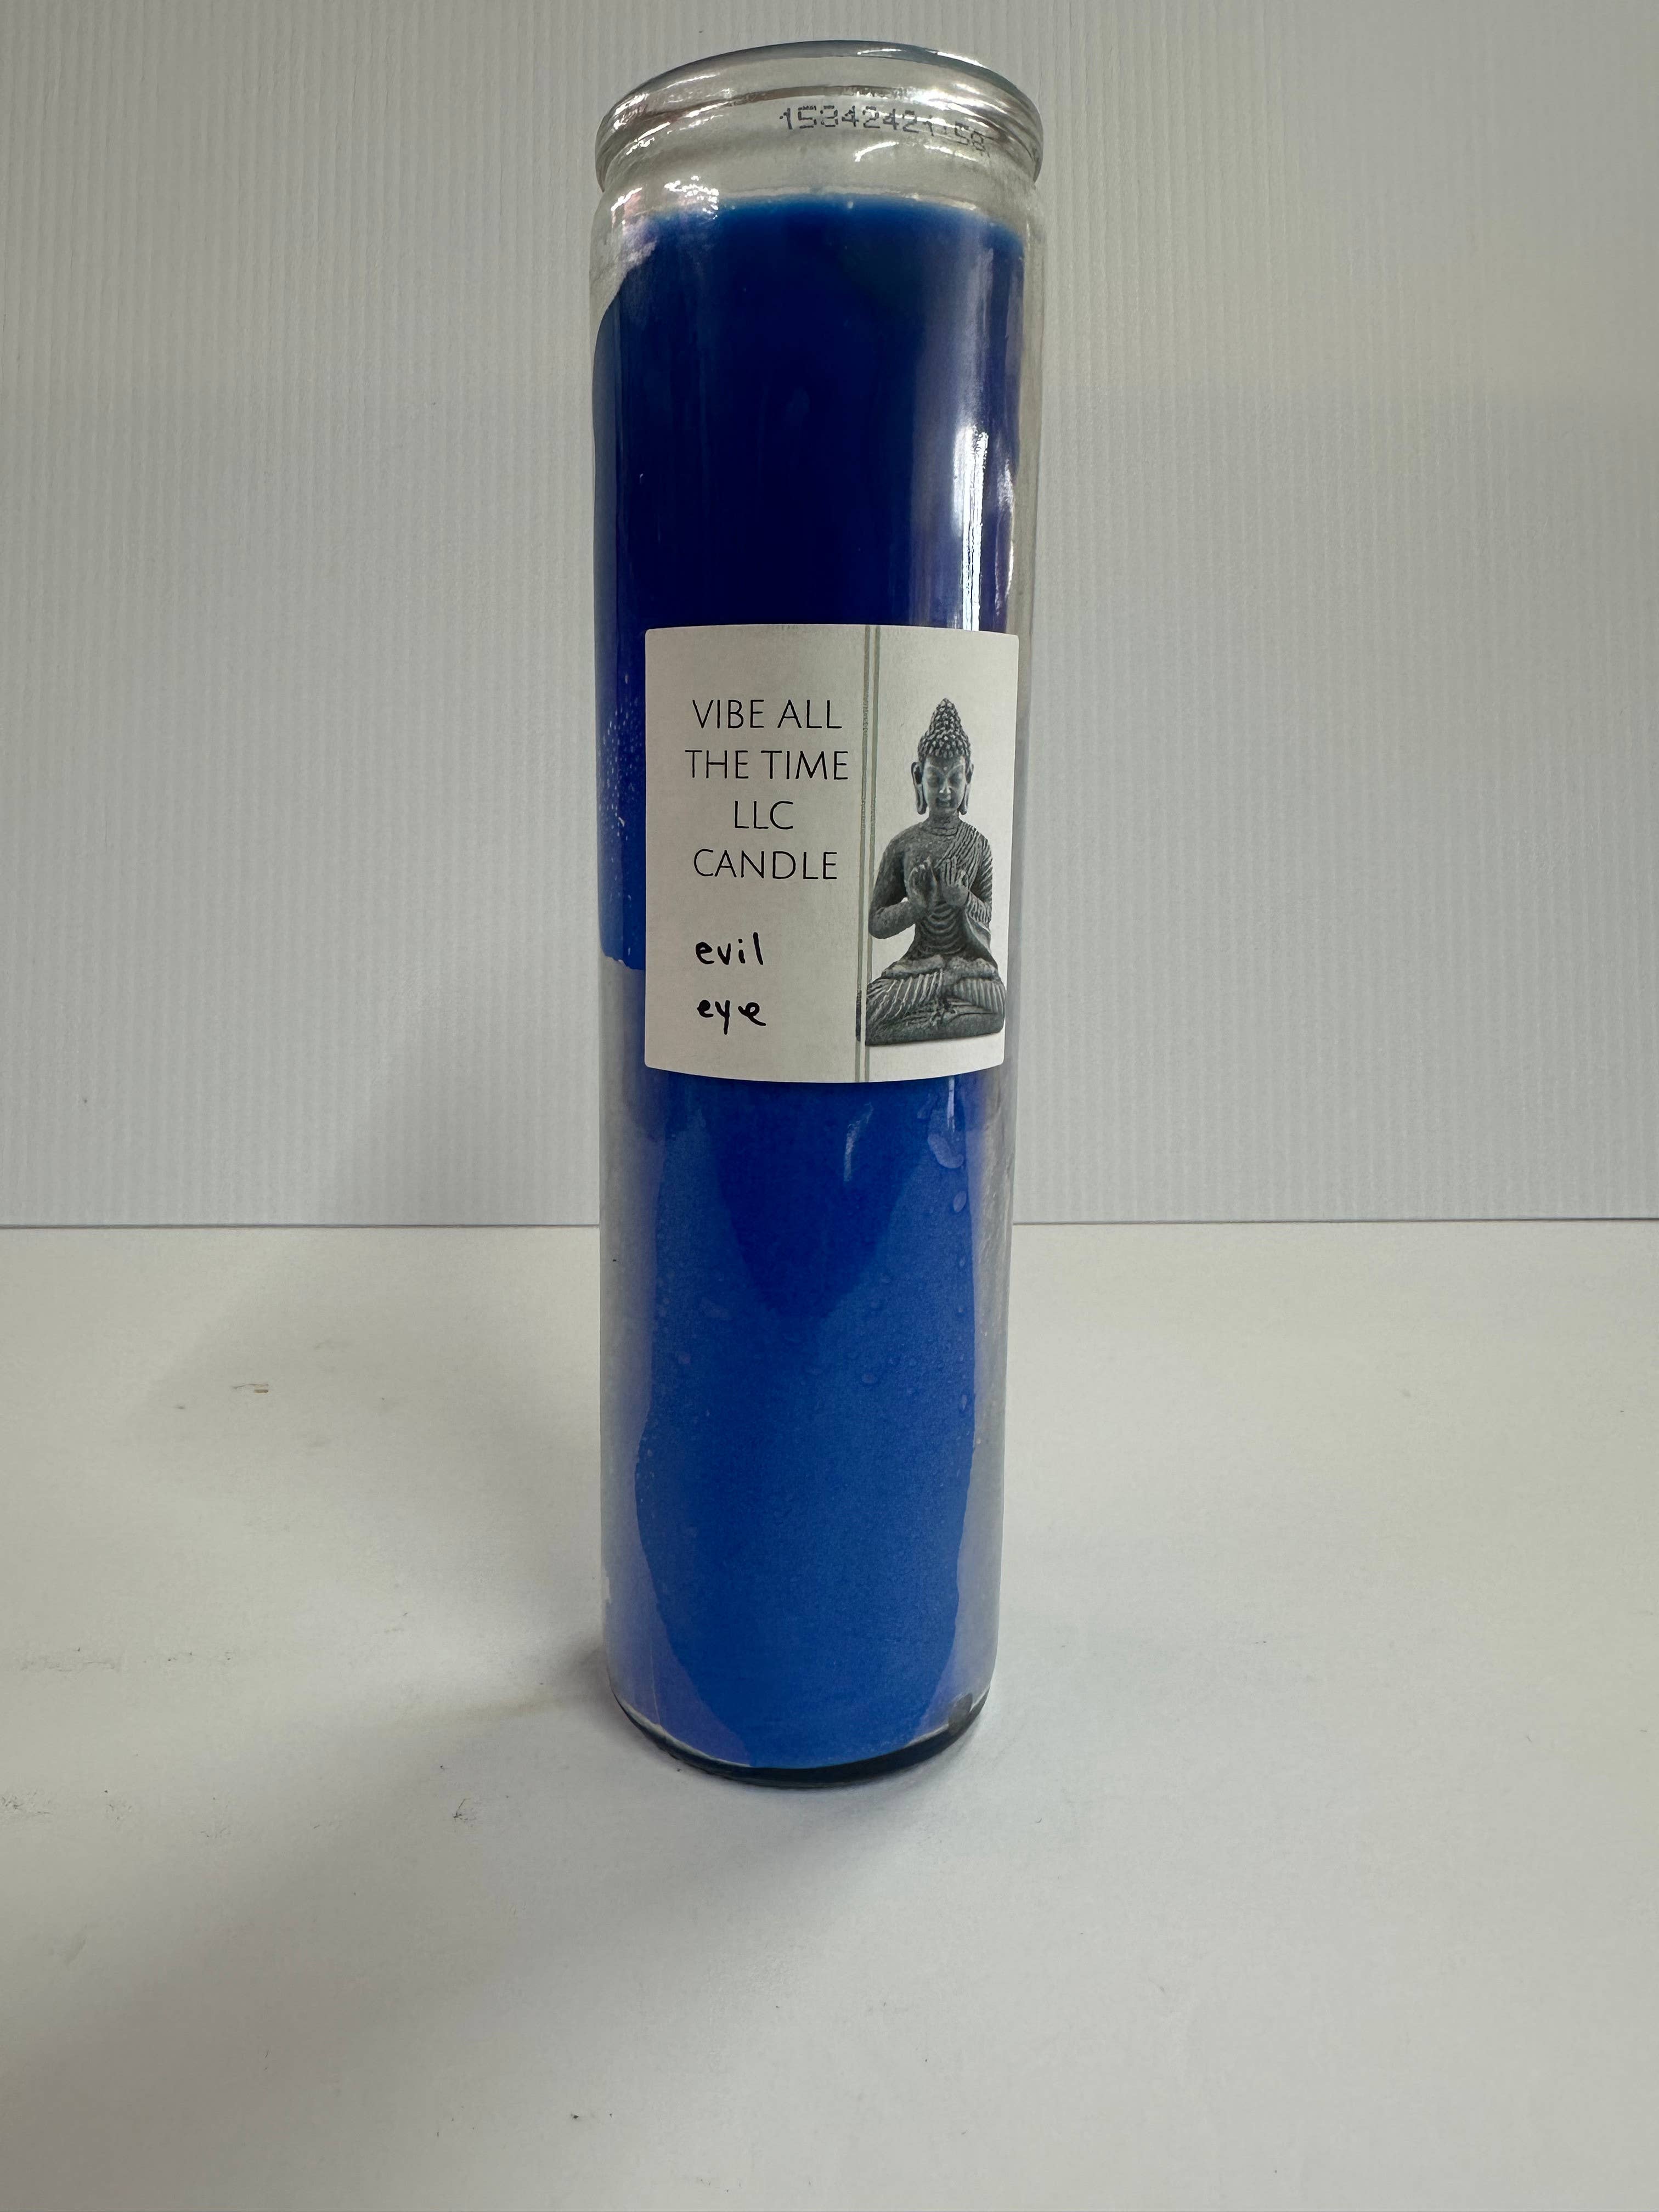 VIBE ALL
THE TIME
LLC
CANDLE
evil
eye